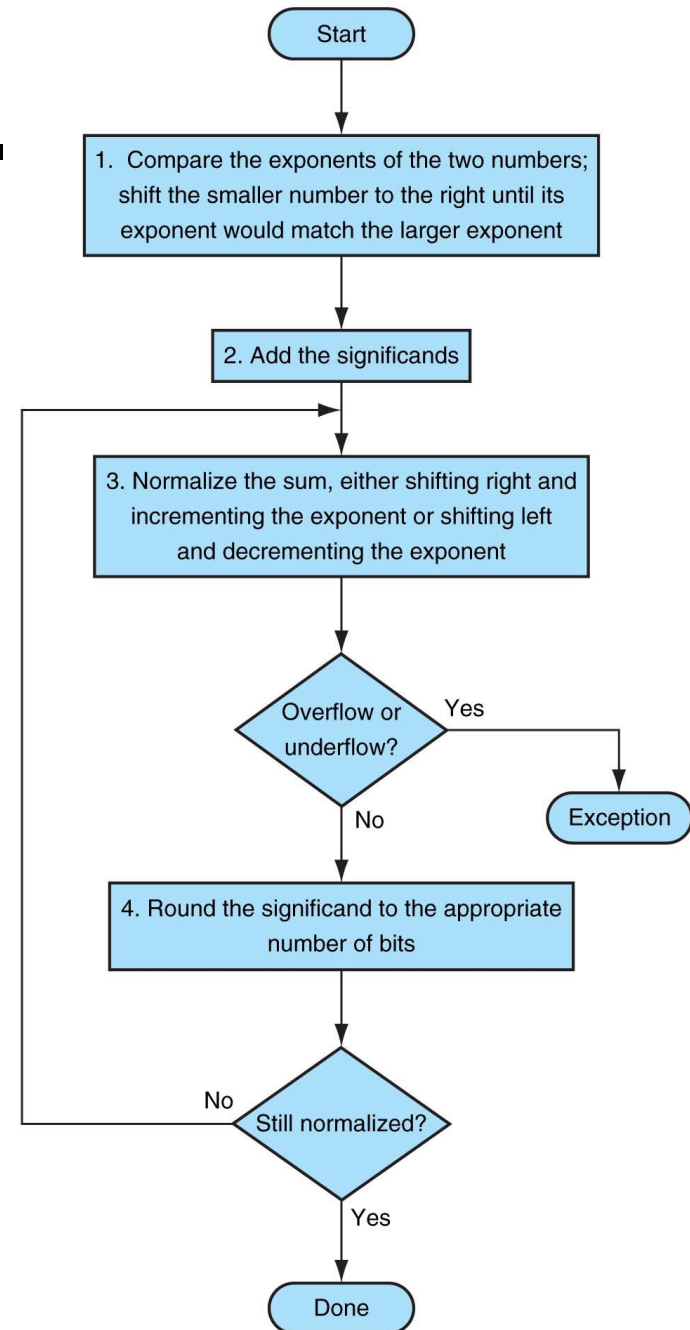 Start
1. Compare the exponents of the two numbers;
shift the smaller number to the right until its
exponent would match the larger exponent
2. Add the significands
3. Normalize the sum, either shifting right and
incrementing the exponent or shifting left
and decrementing the exponent
Overflow or
underflow?
Yes
No
Exception
4. Round the significand to the appropriate
number of bits
No
Still normalized?
Yes
Done